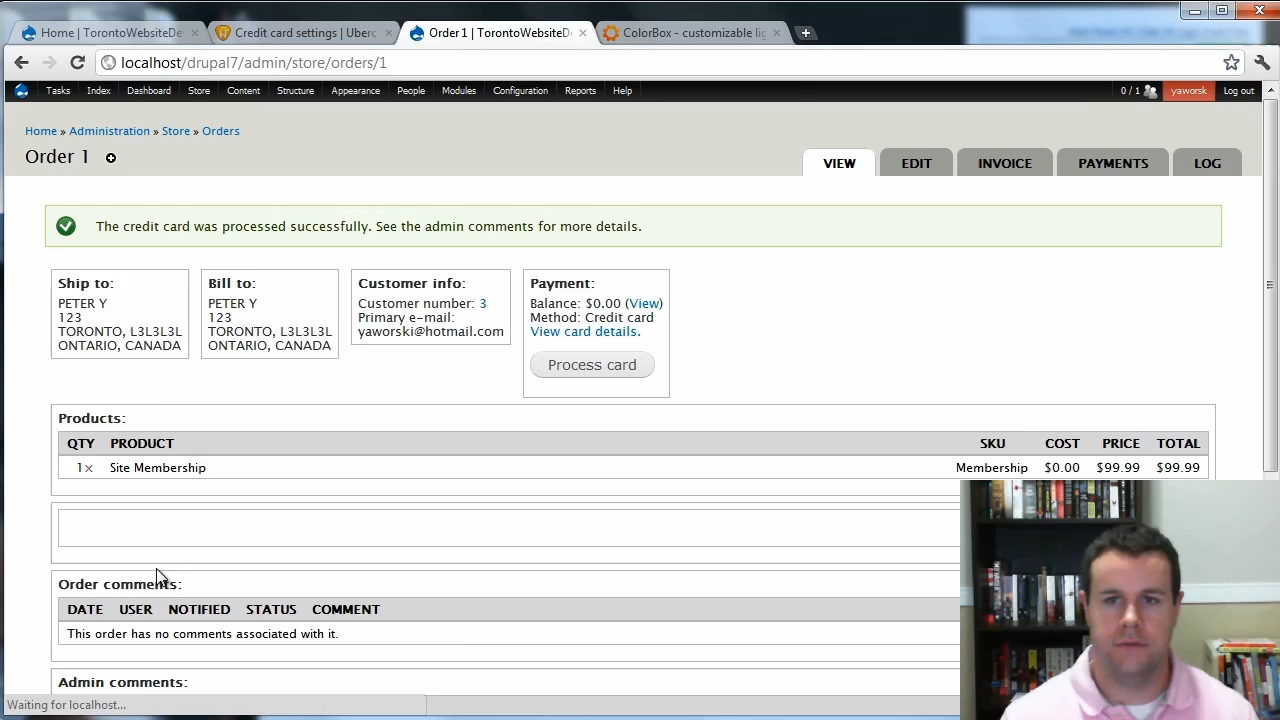 Home | TorontoWebsiteDe
Credit card settings | Uberc
Order 1 | TorontoWebsiteD
ColorBox - customizable lig
localhost/drupal7/admin/store/orders/1
Tasks Index Dashboard Store Content Structure Appearance People Modules Configuration Reports Help 0 / 1 yaworsk Log out
Home » Administration » Store » Orders
Order 1
VIEW EDIT INVOICE PAYMENTS LOG
The credit card was processed successfully. See the admin comments for more details.
Ship to:
PETER Y
123
TORONTO, L3L3L3L
ONTARIO, CANADA
Bill to:
PETER Y
123
TORONTO, L3L3L3L
ONTARIO, CANADA
Customer info:
Customer number: 3
Primary e-mail:
yaworski@hotmail.com
Payment:
Balance: $0.00 (View)
Method: Credit card
View card details.
Process card
Products:
QTY PRODUCT SKU COST PRICE TOTAL
1× Site Membership Membership $0.00 $99.99 $99.99
Order comments:
DATE USER NOTIFIED STATUS COMMENT
This order has no comments associated with it.
Admin comments:
Waiting for localhost...